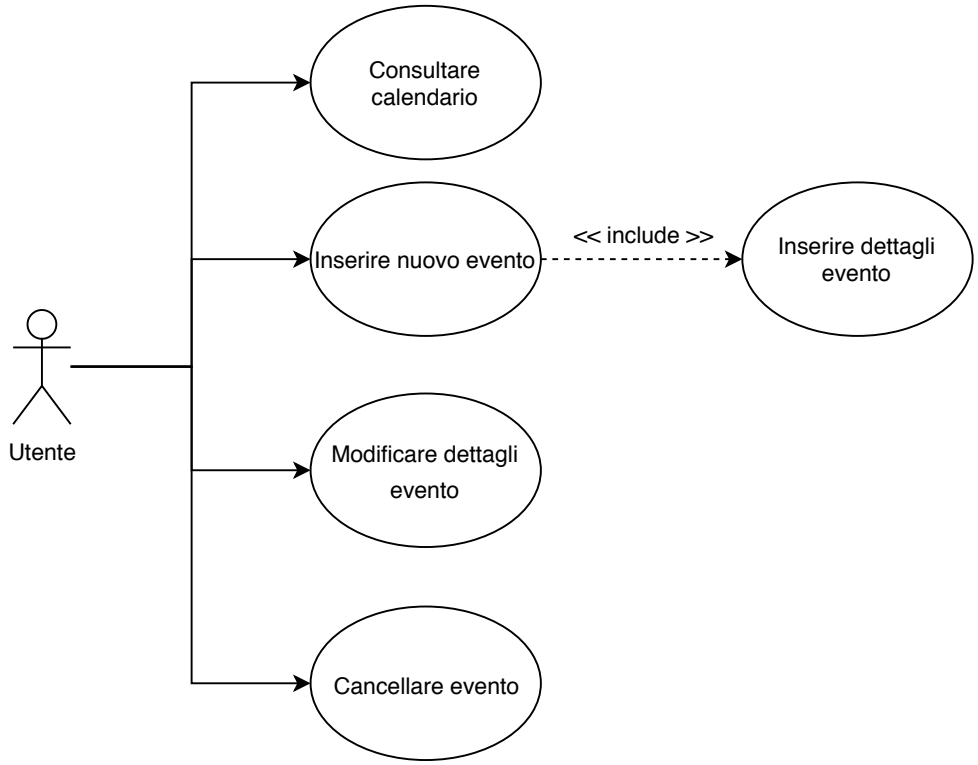 Consultare
calendario
Inserire nuovo evento
<< include >>
Inserire dettagli
evento
Utente
Modificare dettagli
evento
Cancellare evento